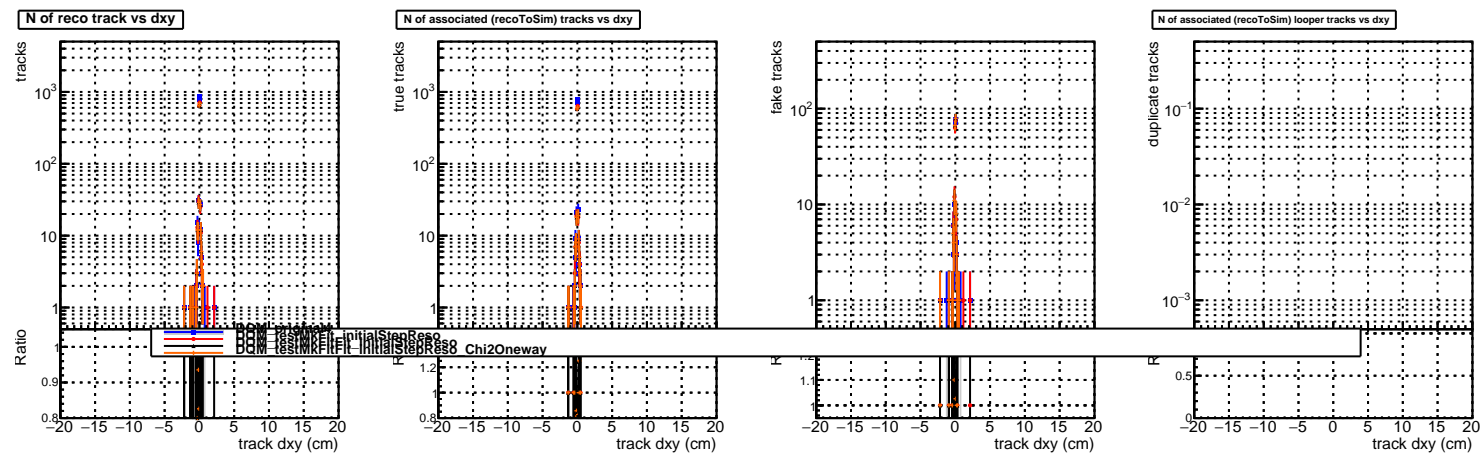 N of reco track vs dxy
tracks
10³
10²
10
1
Ratio
1
0.9
0.8
−20 −15 −10 −5 0 5 10 15 20
track dxy (cm)
N of associated (recoToSim) tracks vs dxy
true tracks
10³
10²
10
1
1.2
1
0.8
−20 −15 −10 −5 0 5 10 15 20
track dxy (cm)
fake tracks
10²
10
1
1.2
1.1
1
−20 −15 −10 −5 0 5 10 15 20
track dxy (cm)
N of associated (recoToSim) looper tracks vs dxy
duplicate tracks
10⁻¹
10⁻²
10⁻³
0.5
0
−20 −15 −10 −5 0 5 10 15 20
track dxy (cm)
DQM_testMkFitFit_initialStepReso_Chi2Oneway